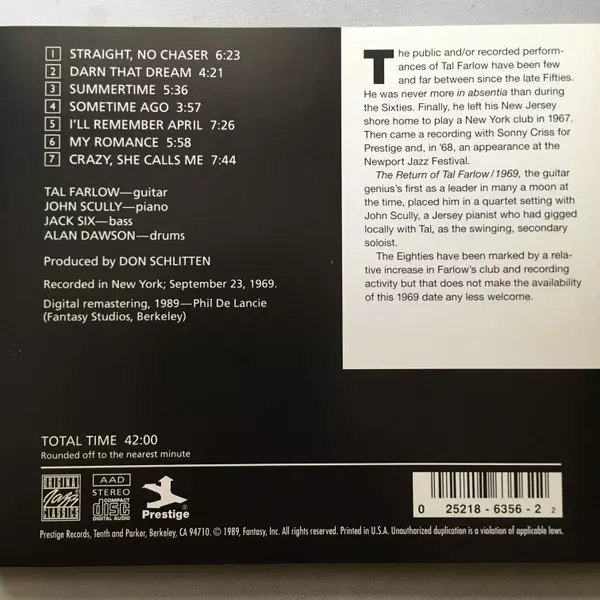 1 STRAIGHT, NO CHASER 6:23
2 DARN THAT DREAM 4:21
3 SUMMERTIME 5:36
4 SOMETIME AGO 3:57
5 I'LL REMEMBER APRIL 7:26
6 MY ROMANCE 5:58
7 CRAZY, SHE CALLS ME 7:44
TAL FARLOW—guitar
JOHN SCULLY—piano
JACK SIX—bass
ALAN DAWSON—drums
Produced by DON SCHLITTEN
Recorded in New York; September 23, 1969.
Digital remastering, 1989—Phil De Lancie
(Fantasy Studios, Berkeley)
The public and/or recorded perform-
ances of Tal Farlow have been few
and far between since the late Fifties.
He was never more in absentia than during
the Sixties. Finally, he left his New Jersey
shore home to play a New York club in 1967.
Then came a recording with Sonny Criss for
Prestige and, in '68, an appearance at the
Newport Jazz Festival.
The Return of Tal Farlow/1969, the guitar
genius's first as a leader in many a moon at
the time, placed him in a quartet setting with
John Scully, a Jersey pianist who had gigged
locally with Tal, as the swinging, secondary
soloist.
The Eighties have been marked by a rela-
tive increase in Farlow's club and recording
activity but that does not make the availability
of this 1969 date any less welcome.
TOTAL TIME 42:00
Rounded off to the nearest minute
ORIGINAL
Jazz
CLASSICS
AAD
STEREO
COMPACT
disc
DIGITAL AUDIO
Prestige
0 25218-6356-2 2
Prestige Records, Tenth and Parker, Berkeley, CA 94710. © 1989, Fantasy, Inc. All rights reserved. Printed in U.S.A. Unauthorized duplication is a violation of applicable laws.